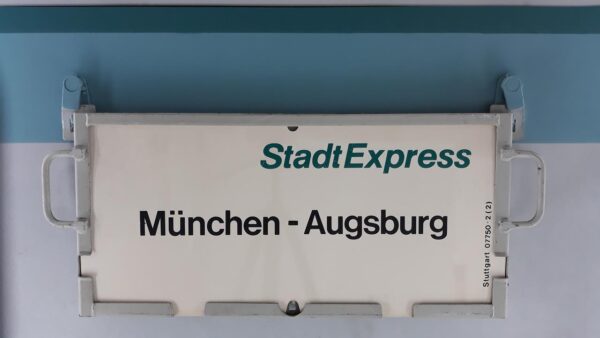 StadtExpress
München - Augsburg
Stuttgart 07750-2 (2)